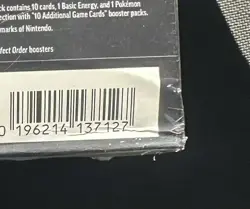 ck contains 10 cards, 1 Basic Energy, and 1 Pokémon
ection with "10 Additional Game Cards" booster packs.
marks of Nintendo.
fect Order boosters
0 196214 137127